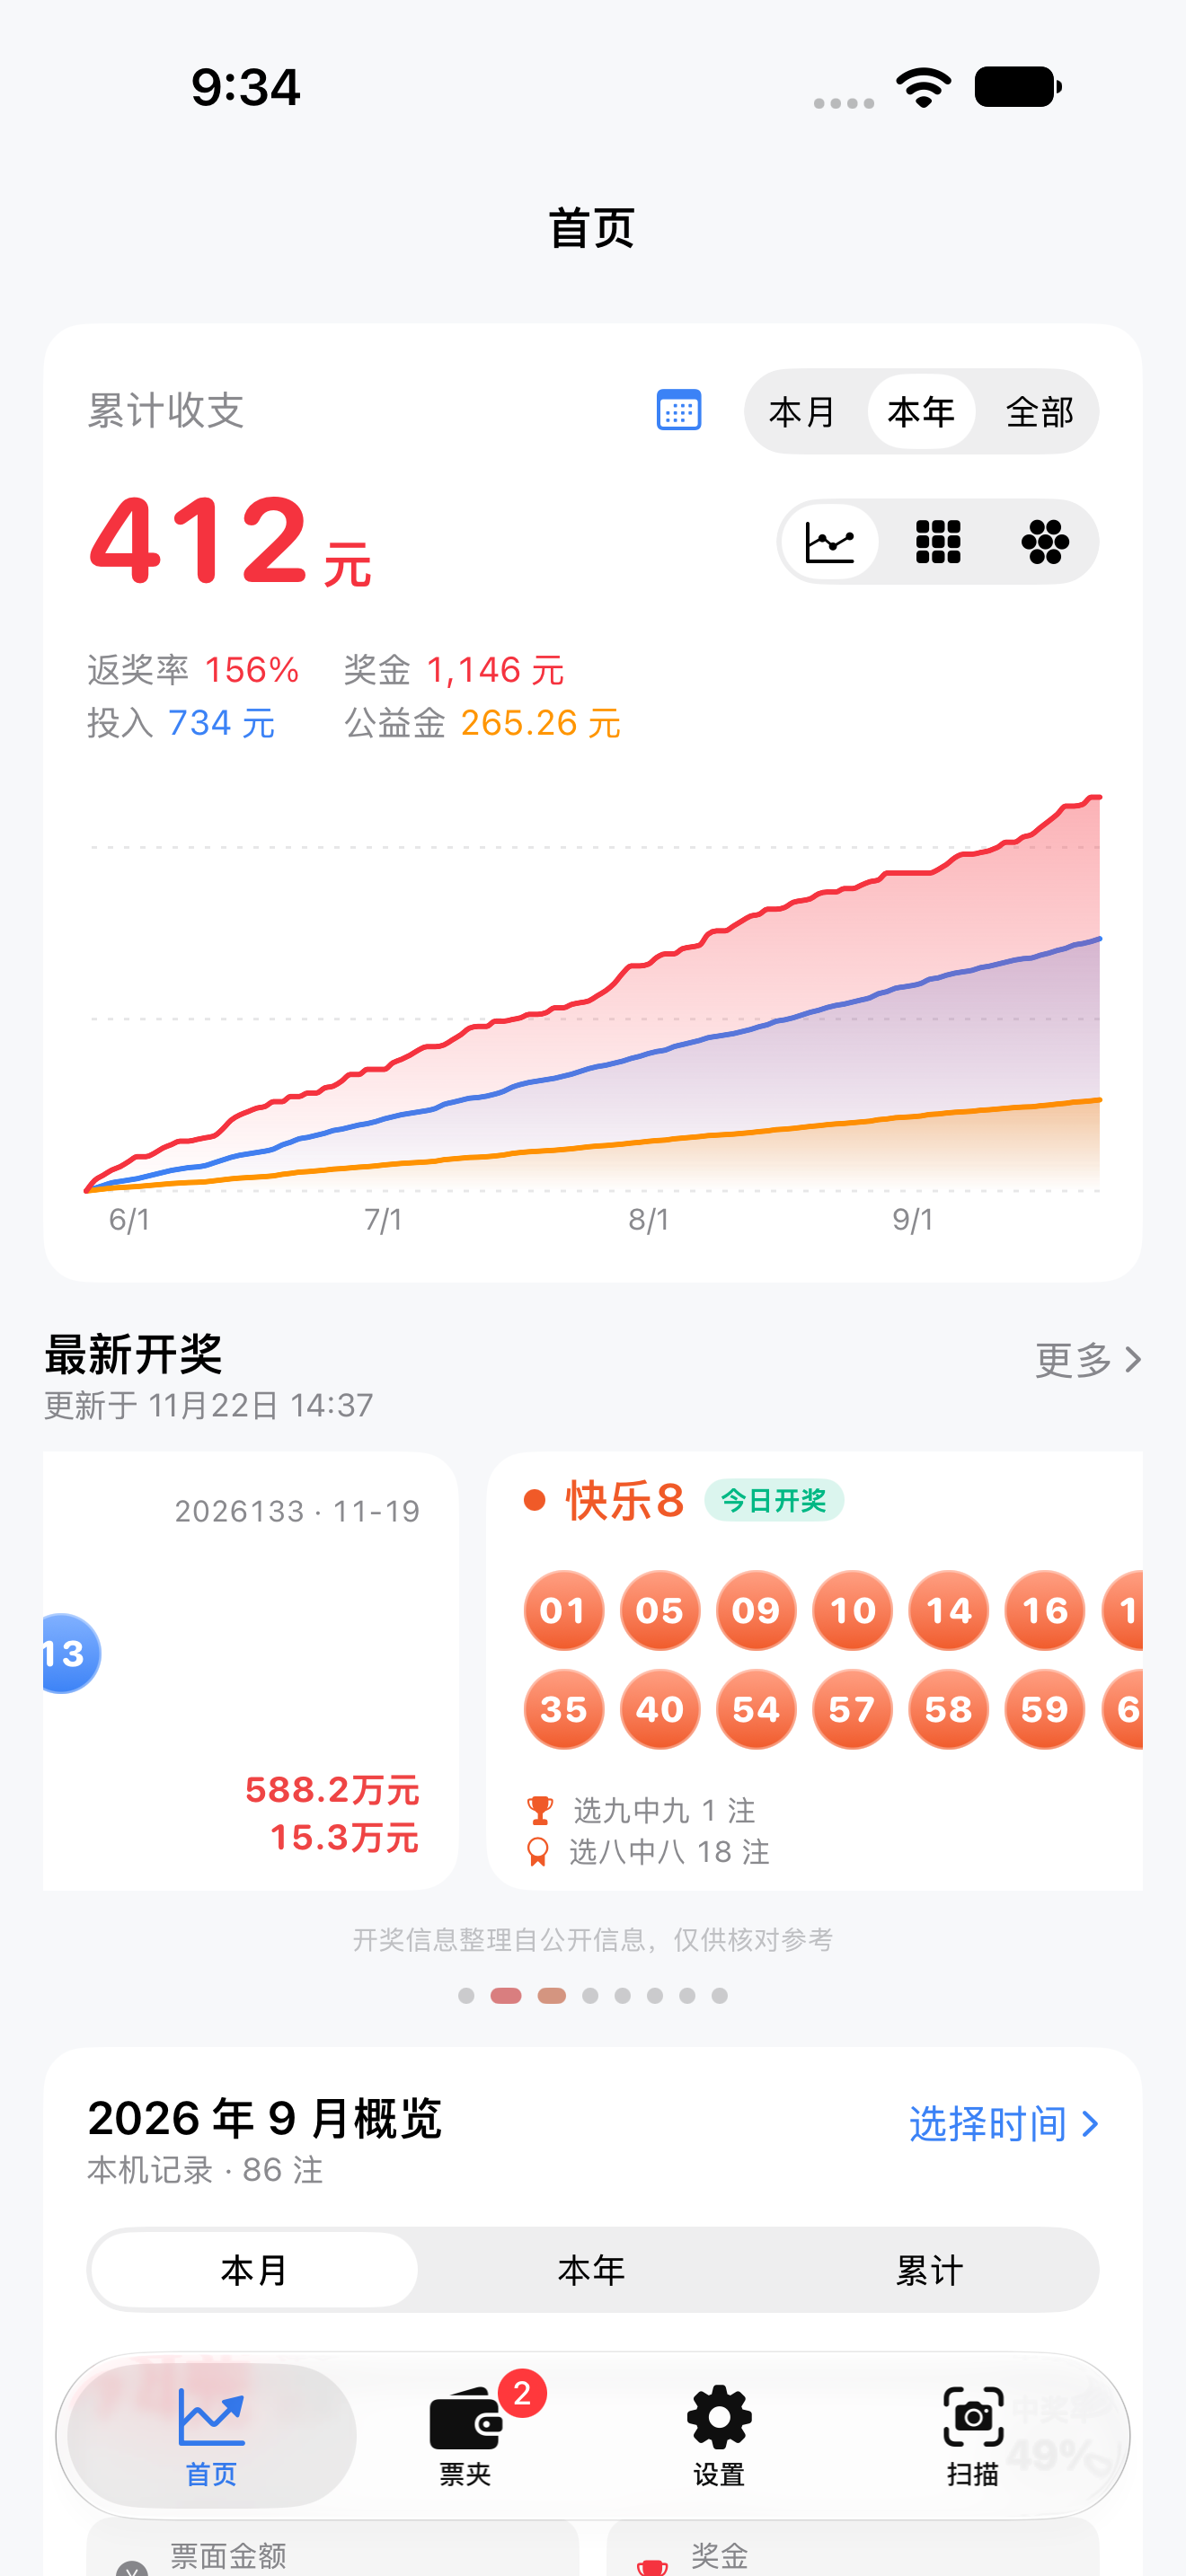 9:34
首页
累计收支
本月 本年 全部
412 元
返奖率 156% 奖金 1,146 元
投入 734 元 公益金 265.26 元
6/1 7/1 8/1 9/1
最新开奖
更多
更新于 11月22日 14:37
2026133 · 11-19
13
588.2万元
15.3万元
快乐8 今日开奖
01 05 09 10 14 16
35 40 54 57 58 59
选九中九 1 注
选八中八 18 注
开奖信息整理自公开信息，仅供核对参考
2026 年 9 月概览
选择时间
本机记录 · 86 注
本月 本年 累计
中奖率
49%
2
首页 票夹 设置 扫描
票面金额 奖金